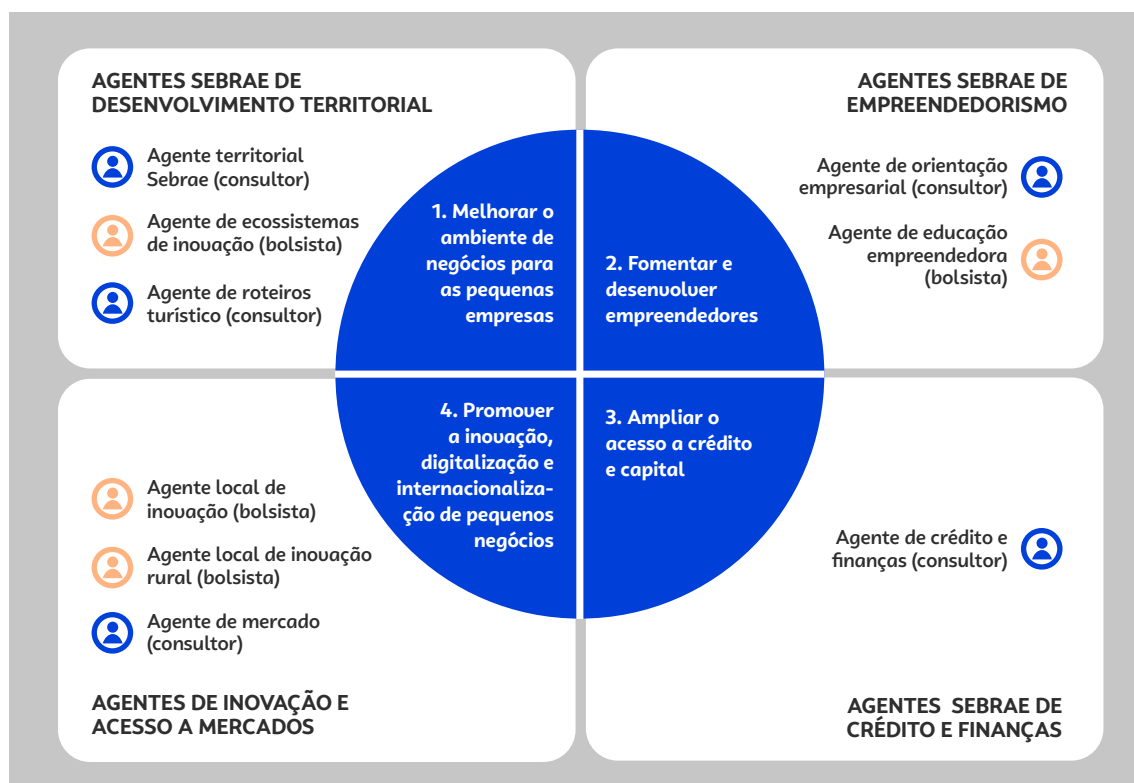 AGENTES SEBRAE DE
DESENVOLVIMENTO TERRITORIAL
Agente territorial
Sebrae (consultor)
Agente de ecossistemas
de inovação (bolsista)
Agente de roteiros
turístico (consultor)
1. Melhorar o
ambiente de
negócios para
as pequenas
empresas
AGENTES SEBRAE DE
EMPREENDEDORISMO
Agente de orientação
empresarial (consultor)
Agente de educação
empreendedora
(bolsista)
2. Fomentar e
desenvolver
empreendedores
4. Promover
a inovação,
digitalização e
internacionaliza-
ção de pequenos
negócios
Agente local de
inovação (bolsista)
Agente local de inovação
rural (bolsista)
Agente de mercado
(consultor)
AGENTES DE INOVAÇÃO E
ACESSO A MERCADOS
3. Ampliar o
acesso a crédito
e capital
Agente de crédito e
finanças (consultor)
AGENTES SEBRAE DE
CRÉDITO E FINANÇAS